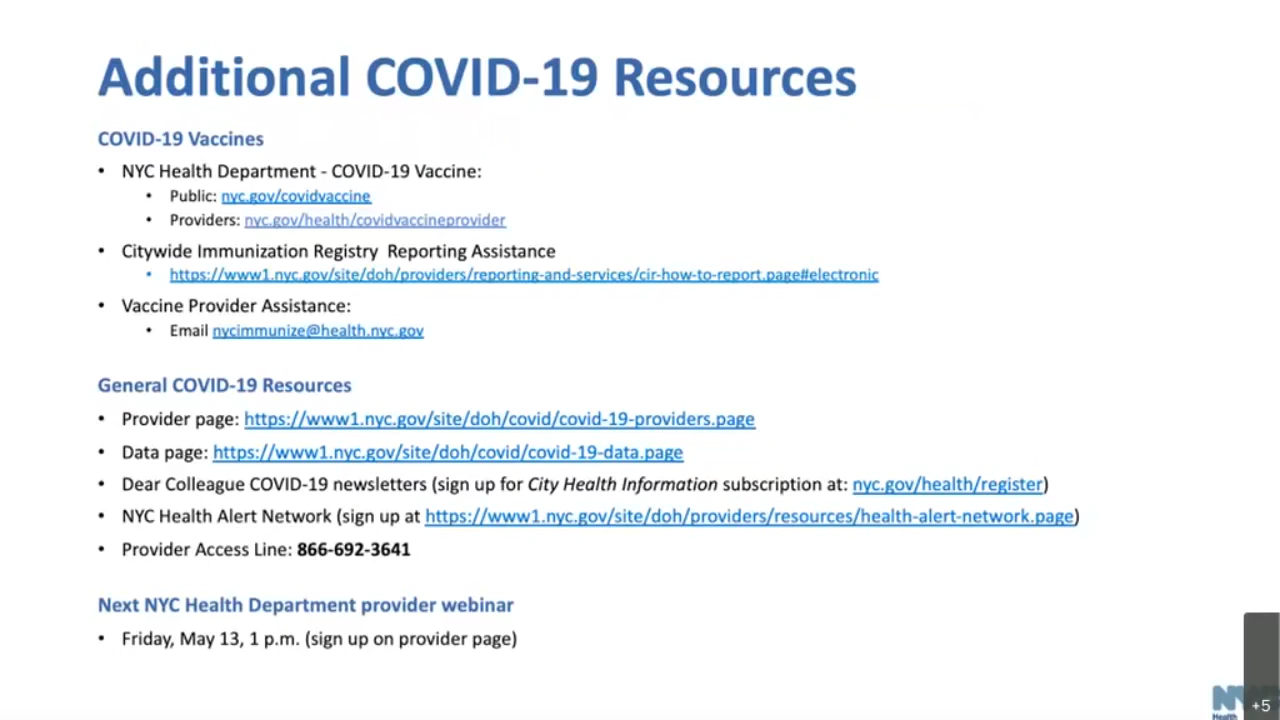 Additional COVID-19 Resources
COVID-19 Vaccines
• NYC Health Department - COVID-19 Vaccine:
• Public: nyc.gov/covidvaccine
• Providers: nyc.gov/health/covidvaccineprovider
• Citywide Immunization Registry  Reporting Assistance
• https://www1.nyc.gov/site/doh/providers/reporting-and-services/cir-how-to-report.page#electronic
• Vaccine Provider Assistance:
• Email nycimmunize@health.nyc.gov
General COVID-19 Resources
• Provider page: https://www1.nyc.gov/site/doh/covid/covid-19-providers.page
• Data page: https://www1.nyc.gov/site/doh/covid/covid-19-data.page
• Dear Colleague COVID-19 newsletters (sign up for City Health Information subscription at: nyc.gov/health/register)
• NYC Health Alert Network (sign up at https://www1.nyc.gov/site/doh/providers/resources/health-alert-network.page)
• Provider Access Line: 866-692-3641
Next NYC Health Department provider webinar
• Friday, May 13, 1 p.m. (sign up on provider page)
Health
+5